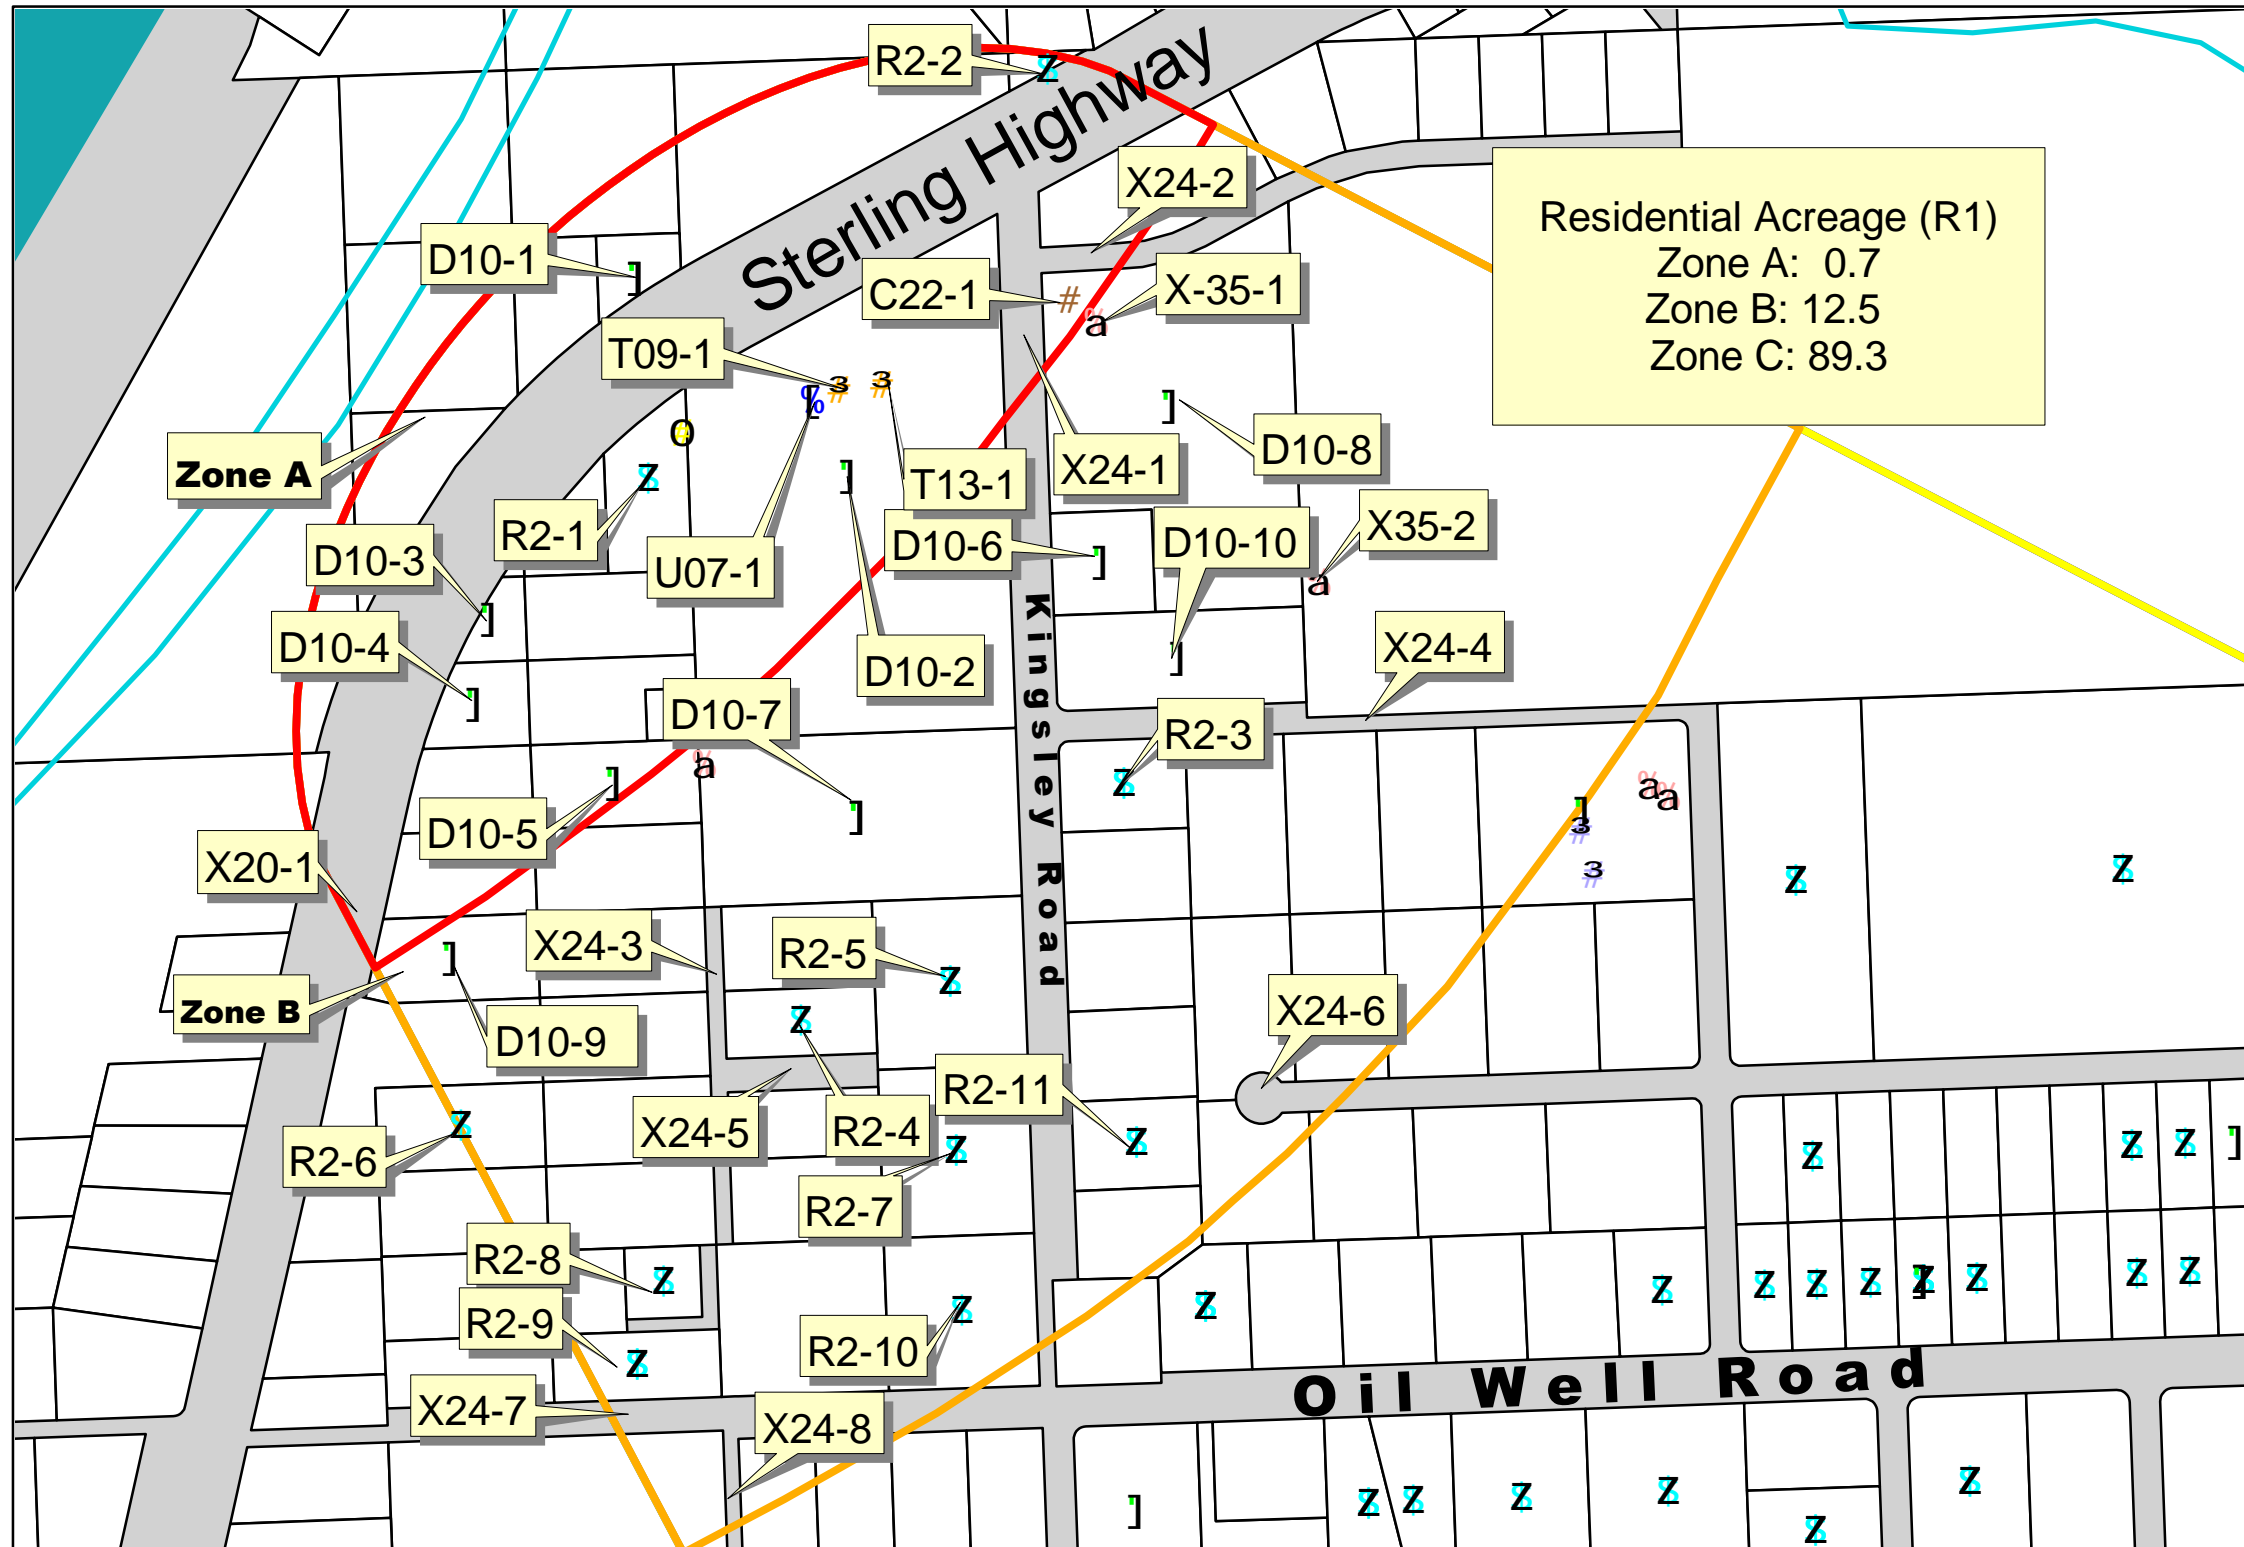 R2-2
Sterling Highway
X24-2
Residential Acreage (R1)
Zone A: 0.7
Zone B: 12.5
Zone C: 89.3
D10-1
C22-1
X-35-1
T09-1
Zone A
R2-1
U07-1
T13-1
X24-1
D10-8
D10-3
D10-6
D10-10
X35-2
D10-4
D10-2
X24-4
D10-7
Kingsley Road
R2-3
D10-5
X20-1
X24-3
R2-5
Zone B
D10-9
X24-6
R2-11
X24-5
R2-4
R2-6
R2-7
R2-8
R2-9
R2-10
X24-7
X24-8
Oil Well Road